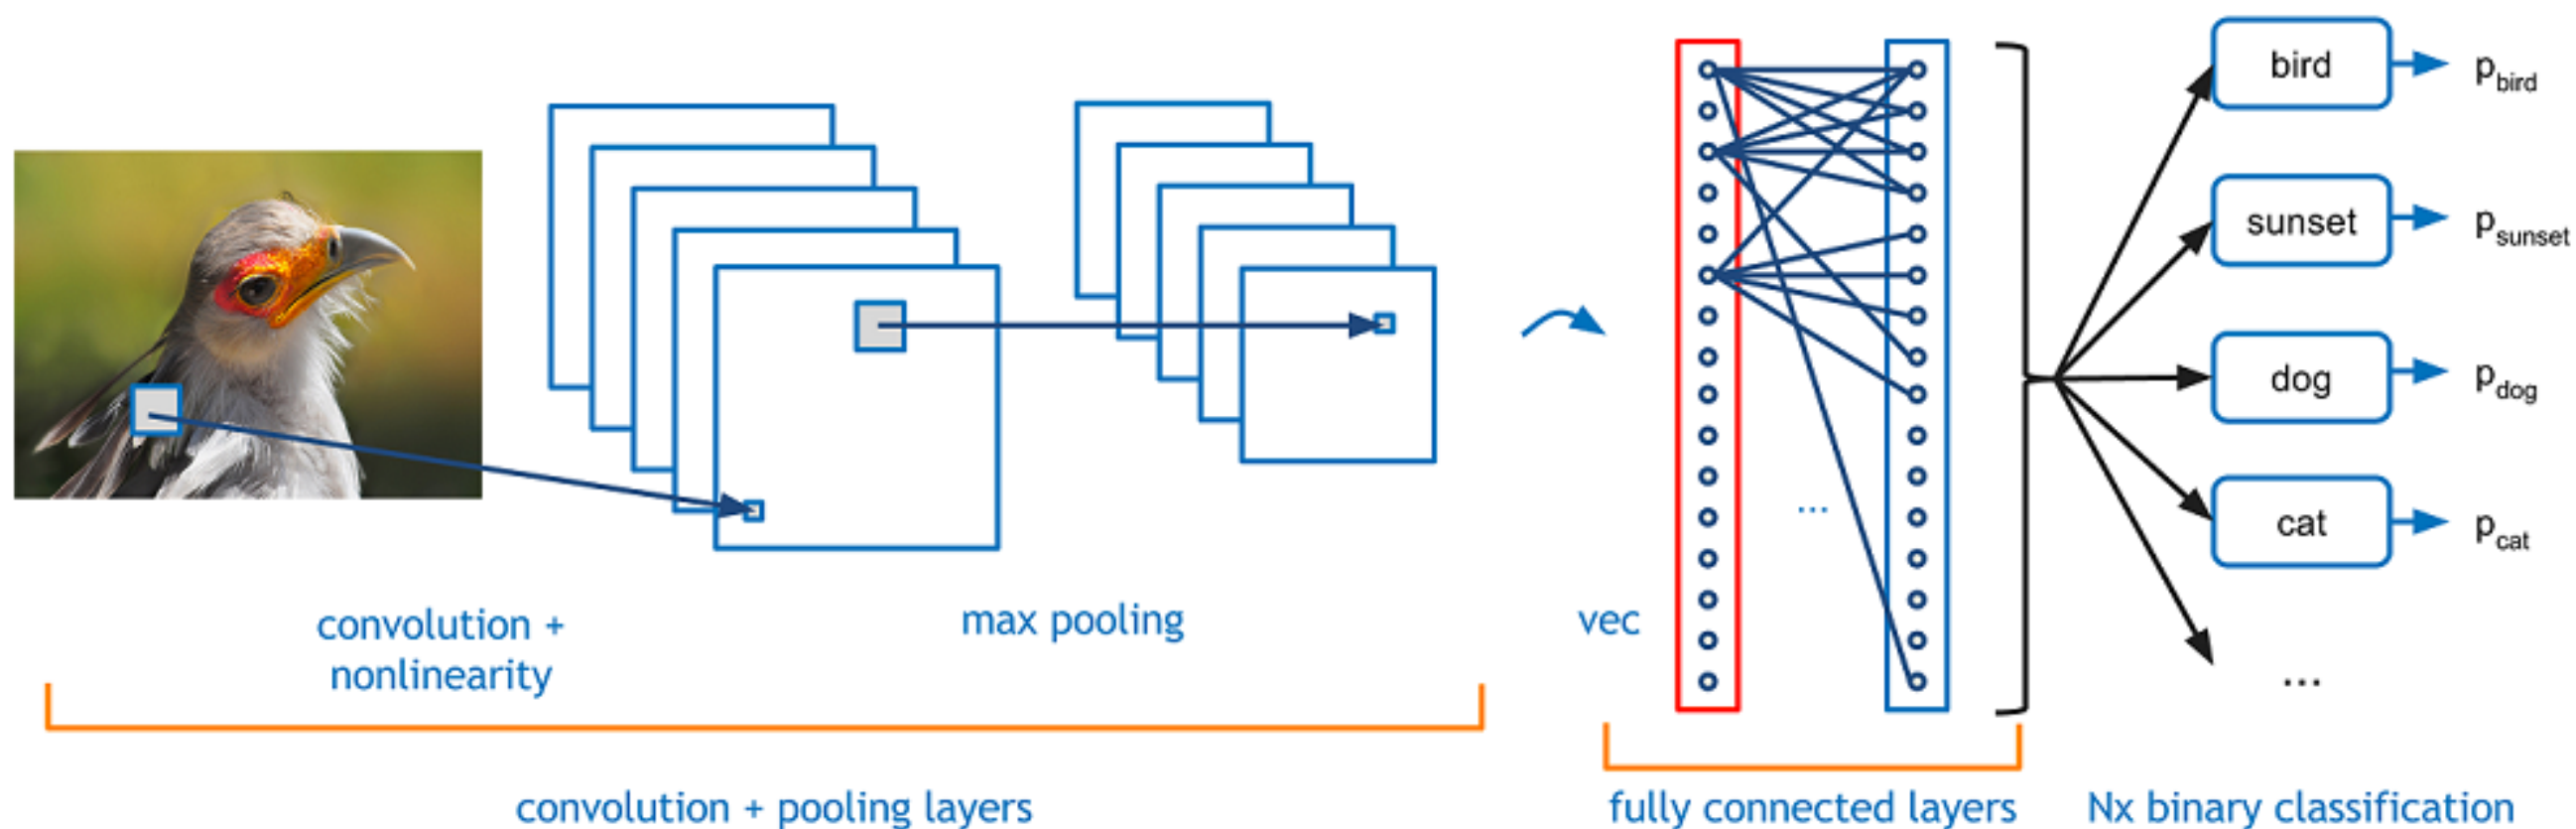 bird
p_bird
sunset
p_sunset
dog
p_dog
cat
p_cat
...
...
convolution +
nonlinearity
max pooling
vec
convolution + pooling layers
fully connected layers
Nx binary classification